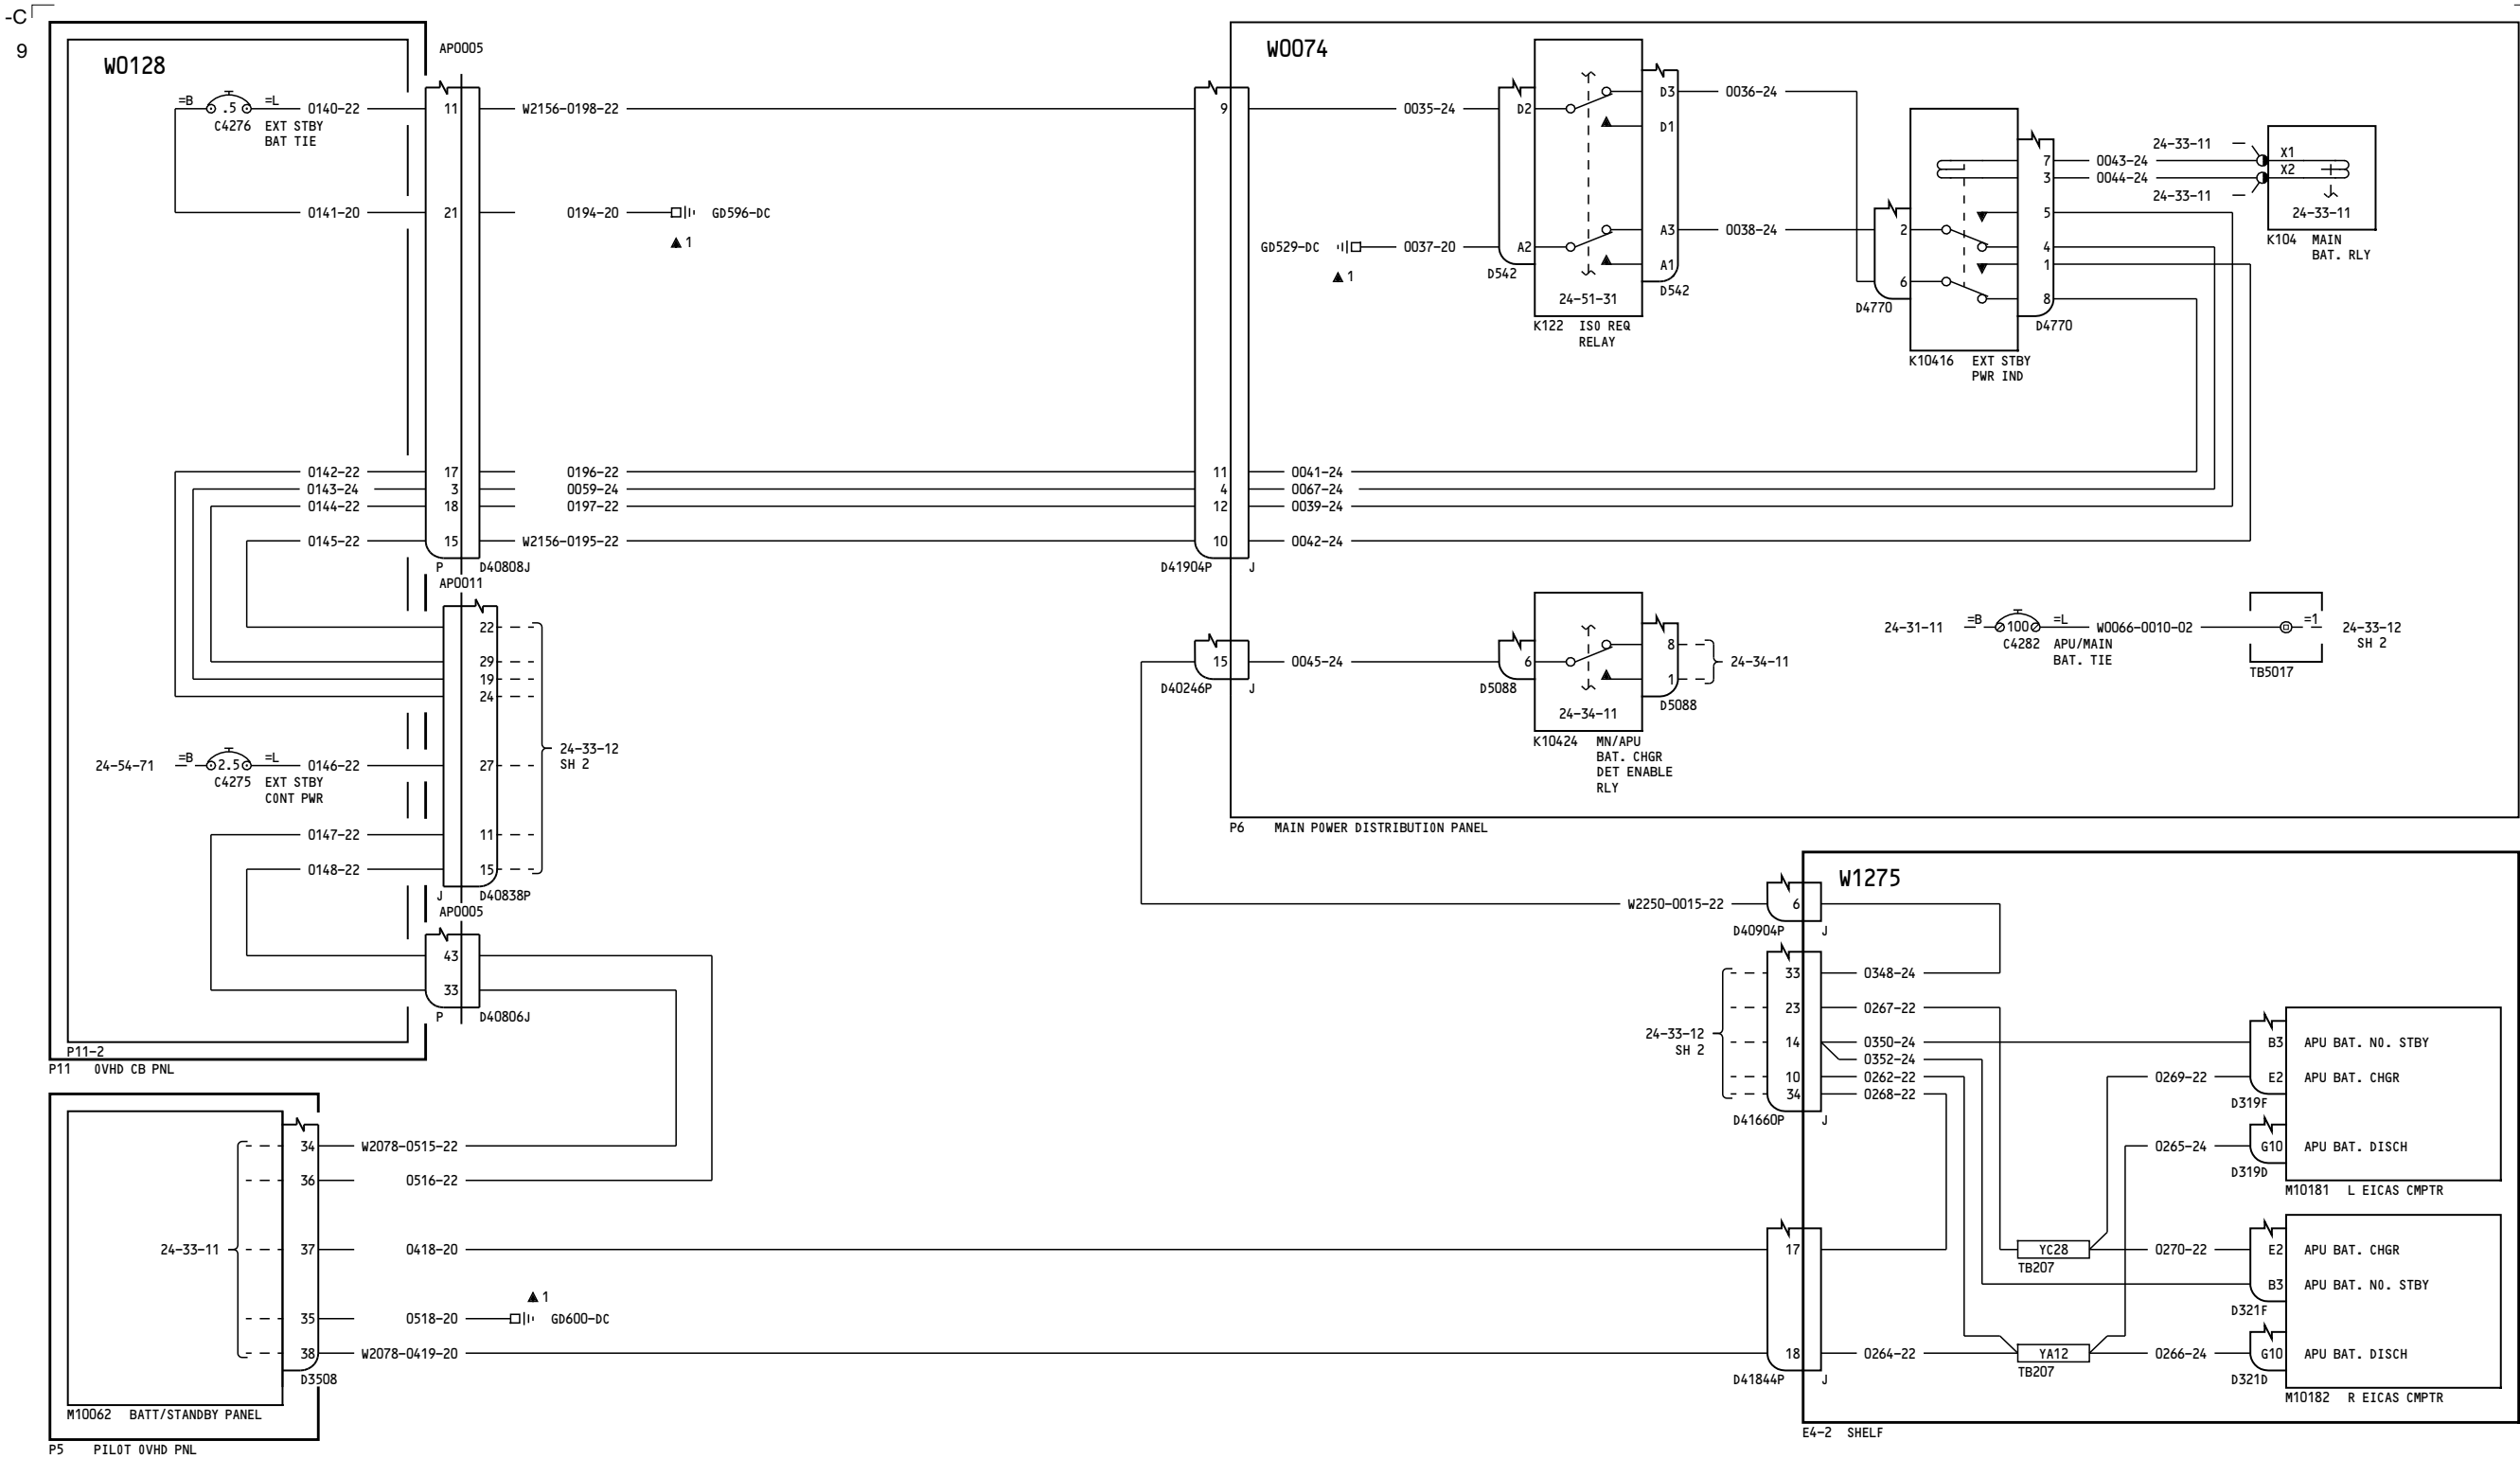 -C
9
W0128
AP0005
=B
.5
=L
0140-22
C4276
EXT STBY
BAT TIE
11
W2156-0198-22
0141-20
21
0194-20
GD596-DC
▲ 1
0142-22
17
0196-22
0143-24
3
0059-24
0144-22
18
0197-22
0145-22
15
W2156-0195-22
P
D40808J
AP0011
22
29
19
24
24-33-12
SH 2
24-54-71
=B
2.5
=L
0146-22
C4275
EXT STBY
CONT PWR
27
0147-22
11
0148-22
15
J
D40838P
AP0005
43
33
P
D40806J
P11-2
P11
OVHD CB PNL
34
W2078-0515-22
36
0516-22
24-33-11
37
0418-20
▲ 1
35
0518-20
GD600-DC
38
W2078-0419-20
D3508
M10062
BATT/STANDBY PANEL
P5
PILOT OVHD PNL
W0074
9
0035-24
D2
D3
0036-24
D1
GD529-DC
0037-20
▲ 1
A2
A3
0038-24
A1
D542
D542
24-51-31
K122
ISO REQ
RELAY
2
6
D4770
7
3
5
4
1
8
D4770
K10416
EXT STBY
PWR IND
24-33-11
0043-24
0044-24
24-33-11
X1
X2
24-33-11
K104
MAIN
BAT. RLY
11
0041-24
4
0067-24
12
0039-24
10
0042-24
D41904P
J
15
0045-24
D40246P
J
6
D5088
8
1
24-34-11
D5088
24-34-11
K10424
MN/APU
BAT. CHGR
DET ENABLE
RLY
24-31-11
=B
100
=L
W0066-0010-02
C4282
APU/MAIN
BAT. TIE
=1
24-33-12
SH 2
TB5017
P6
MAIN POWER DISTRIBUTION PANEL
W1275
W2250-0015-22
6
D40904P
J
33
0348-24
23
0267-22
24-33-12
SH 2
14
0350-24
0352-24
10
0262-22
34
0268-22
D41660P
J
B3
APU BAT. NO. STBY
0269-22
E2
APU BAT. CHGR
D319F
0265-24
G10
APU BAT. DISCH
D319D
M10181
L EICAS CMPTR
17
YC28
TB207
0270-22
E2
APU BAT. CHGR
B3
APU BAT. NO. STBY
D321F
18
0264-22
YA12
TB207
0266-24
G10
APU BAT. DISCH
D321D
D41844P
J
M10182
R EICAS CMPTR
E4-2
SHELF